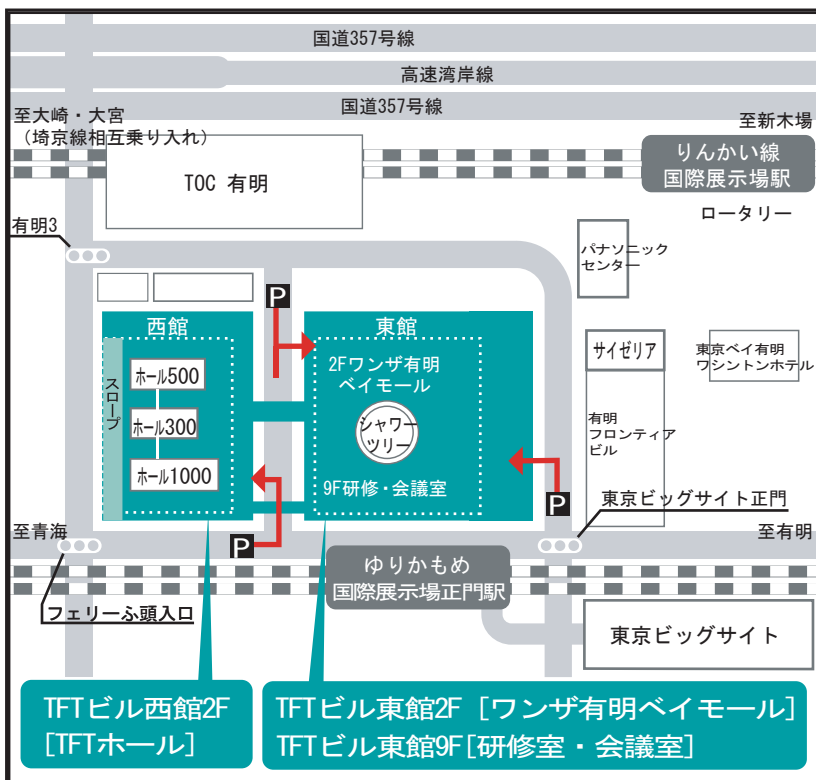 国道357号線
高速湾岸線
国道357号線
至大崎・大宮
(埼京線相互乗り入れ)
至新木場
りんかい線
国際展示場駅
TOC 有明
ロータリー
有明3
パナソニック
センター
P
西館
東館
スロープ
ホール500
ホール300
ホール1000
2Fワンザ有明
ベイモール
シャワー
ツリー
9F研修・会議室
サイゼリア
東京ベイ有明
ワシントンホテル
有明
フロンティア
ビル
P
P
東京ビッグサイト正門
至青海
至有明
ゆりかもめ
国際展示場正門駅
フェリーふ頭入口
東京ビッグサイト
TFTビル西館2F
[TFTホール]
TFTビル東館2F [ワンザ有明ベイモール]
TFTビル東館9F[研修室・会議室]